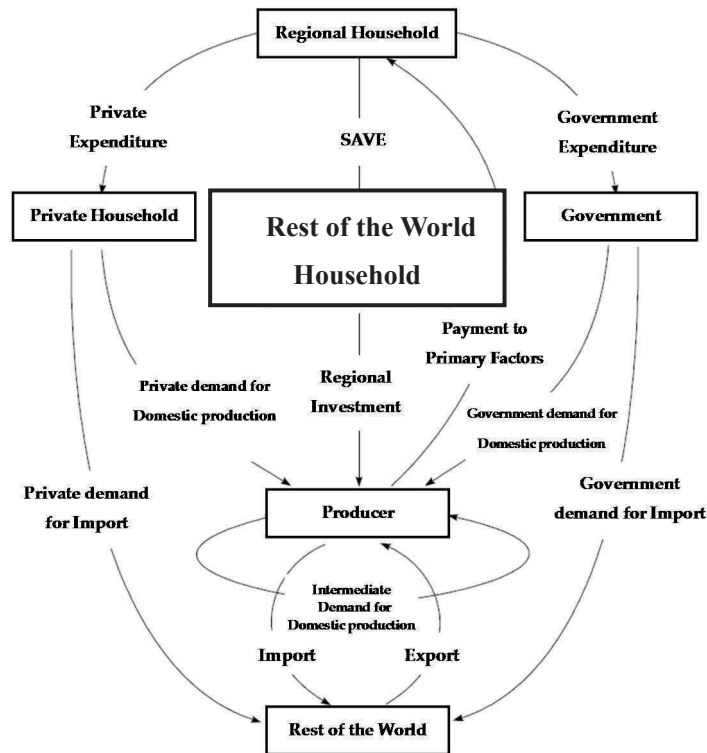 Regional Household
Private
Expenditure
SAVE
Government
Expenditure
Private Household
Rest of the World
Household
Government
Payment to
Primary Factors
Private demand for
Domestic production
Regional
Investment
Government demand for
Domestic production
Private demand
for Import
Producer
Government
demand for Import
Intermediate
Demand for
Domestic production
Import
Export
Rest of the World